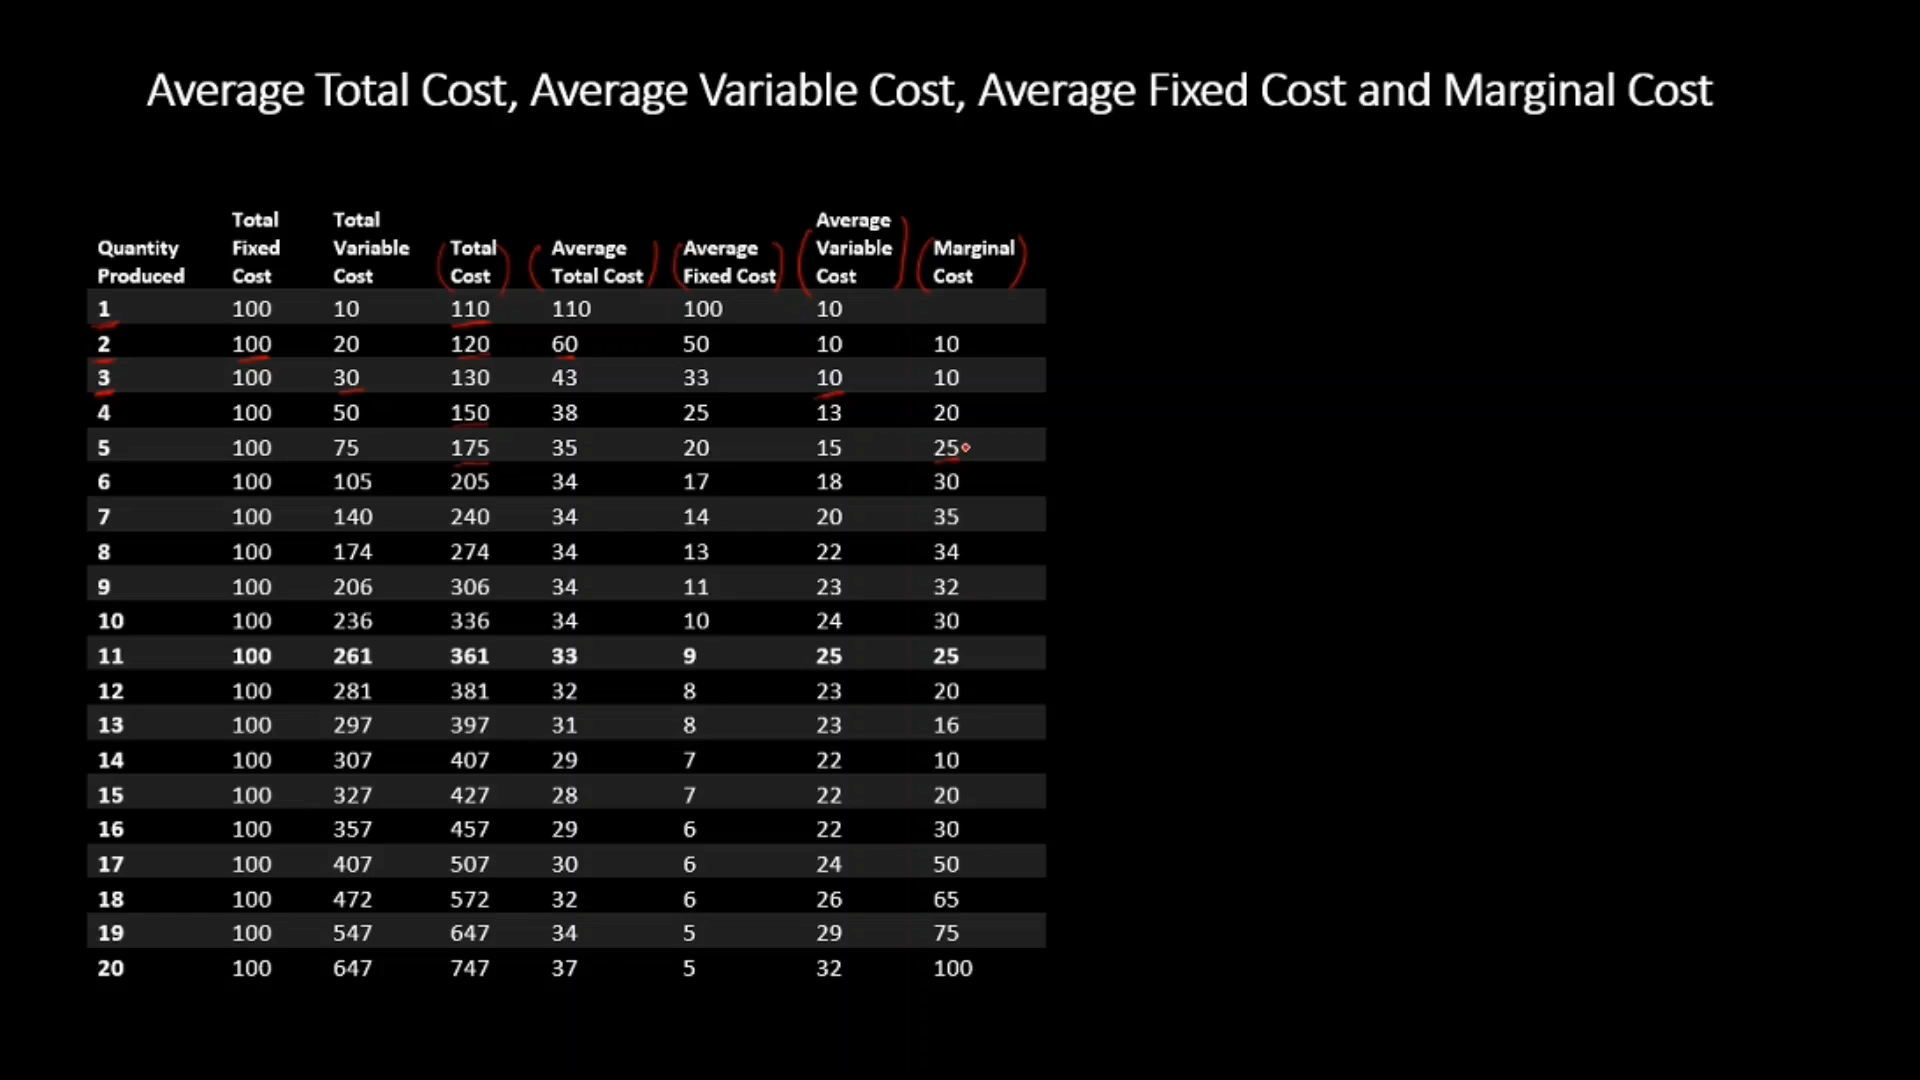 Average Total Cost, Average Variable Cost, Average Fixed Cost and Marginal Cost
Quantity Produced Total Fixed Cost Total Variable Cost Total Cost Average Total Cost Average Fixed Cost Average Variable Cost Marginal Cost
1 100 10 110 110 100 10
2 100 20 120 60 50 10 10
3 100 30 130 43 33 10 10
4 100 50 150 38 25 13 20
5 100 75 175 35 20 15 25
6 100 105 205 34 17 18 30
7 100 140 240 34 14 20 35
8 100 174 274 34 13 22 34
9 100 206 306 34 11 23 32
10 100 236 336 34 10 24 30
11 100 261 361 33 9 25 25
12 100 281 381 32 8 23 20
13 100 297 397 31 8 23 16
14 100 307 407 29 7 22 10
15 100 327 427 28 7 22 20
16 100 357 457 29 6 22 30
17 100 407 507 30 6 24 50
18 100 472 572 32 6 26 65
19 100 547 647 34 5 29 75
20 100 647 747 37 5 32 100